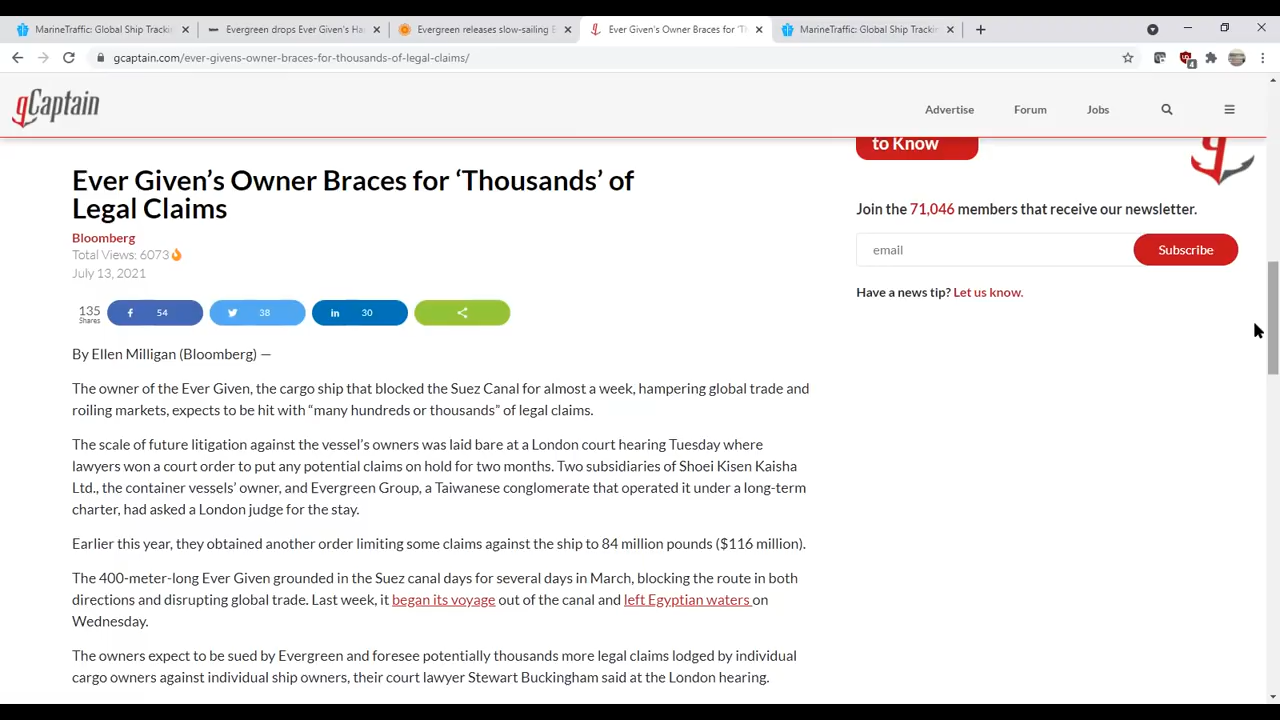 MarineTraffic: Global Ship Trackin
Evergreen drops Ever Given's Ha
Evergreen releases slow-sailing E
Ever Given's Owner Braces for 'Th
MarineTraffic: Global Ship Trackin
gcaptain.com/ever-givens-owner-braces-for-thousands-of-legal-claims/
4
gCaptain
Advertise
Forum
Jobs
to Know
Ever Given’s Owner Braces for ‘Thousands’ of
Legal Claims
Bloomberg
Total Views: 6073
July 13, 2021
135
Shares
54
38
30
Join the 71,046 members that receive our newsletter.
email
Subscribe
Have a news tip? Let us know.
By Ellen Milligan (Bloomberg) —
The owner of the Ever Given, the cargo ship that blocked the Suez Canal for almost a week, hampering global trade and
roiling markets, expects to be hit with “many hundreds or thousands” of legal claims.
The scale of future litigation against the vessel’s owners was laid bare at a London court hearing Tuesday where
lawyers won a court order to put any potential claims on hold for two months. Two subsidiaries of Shoei Kisen Kaisha
Ltd., the container vessels’ owner, and Evergreen Group, a Taiwanese conglomerate that operated it under a long-term
charter, had asked a London judge for the stay.
Earlier this year, they obtained another order limiting some claims against the ship to 84 million pounds ($116 million).
The 400-meter-long Ever Given grounded in the Suez canal days for several days in March, blocking the route in both
directions and disrupting global trade. Last week, it began its voyage out of the canal and left Egyptian waters on
Wednesday.
The owners expect to be sued by Evergreen and foresee potentially thousands more legal claims lodged by individual
cargo owners against individual ship owners, their court lawyer Stewart Buckingham said at the London hearing.